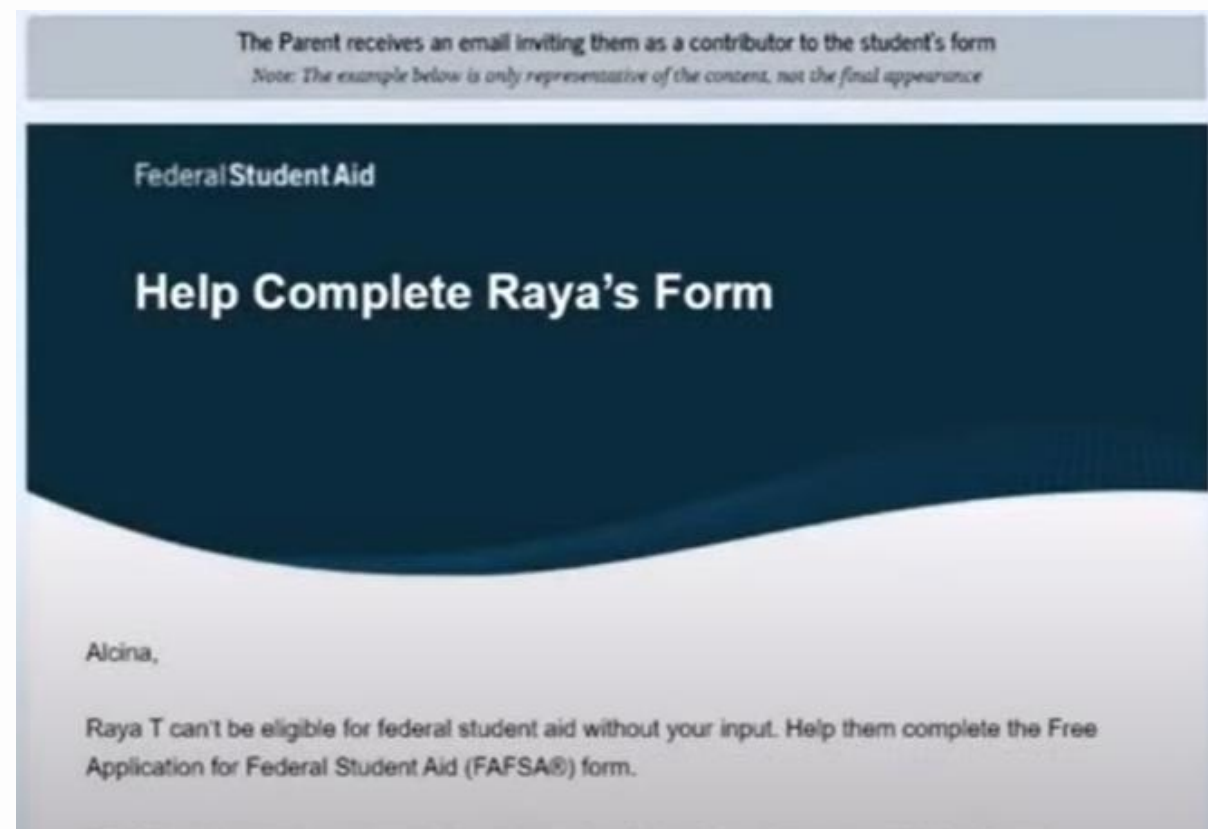 The Parent receives an email inviting them as a contributor to the student's form
Note: The example below is only representative of the content, not the final appearance
Federal Student Aid
Help Complete Raya's Form
Alcina,
Raya T can't be eligible for federal student aid without your input. Help them complete the Free
Application for Federal Student Aid (FAFSA®) form.